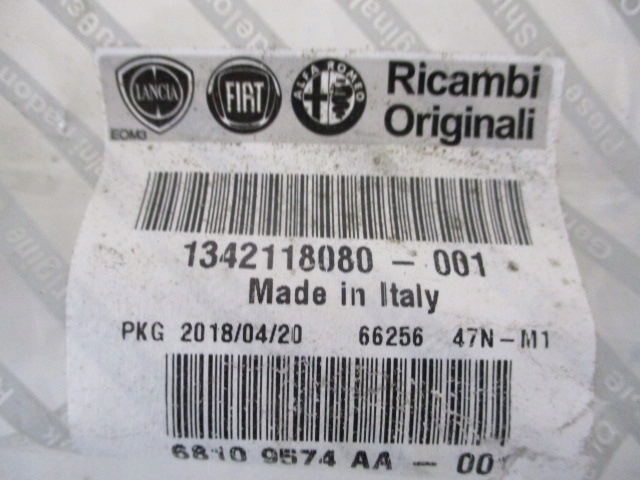 LANCIA FIAT ALFA ROMEO Ricambi
Originali
EOM3
1342118080 - 001
Made in Italy
PKG 2018/04/20 66256 47N-M1
6810 9574 AA - 001